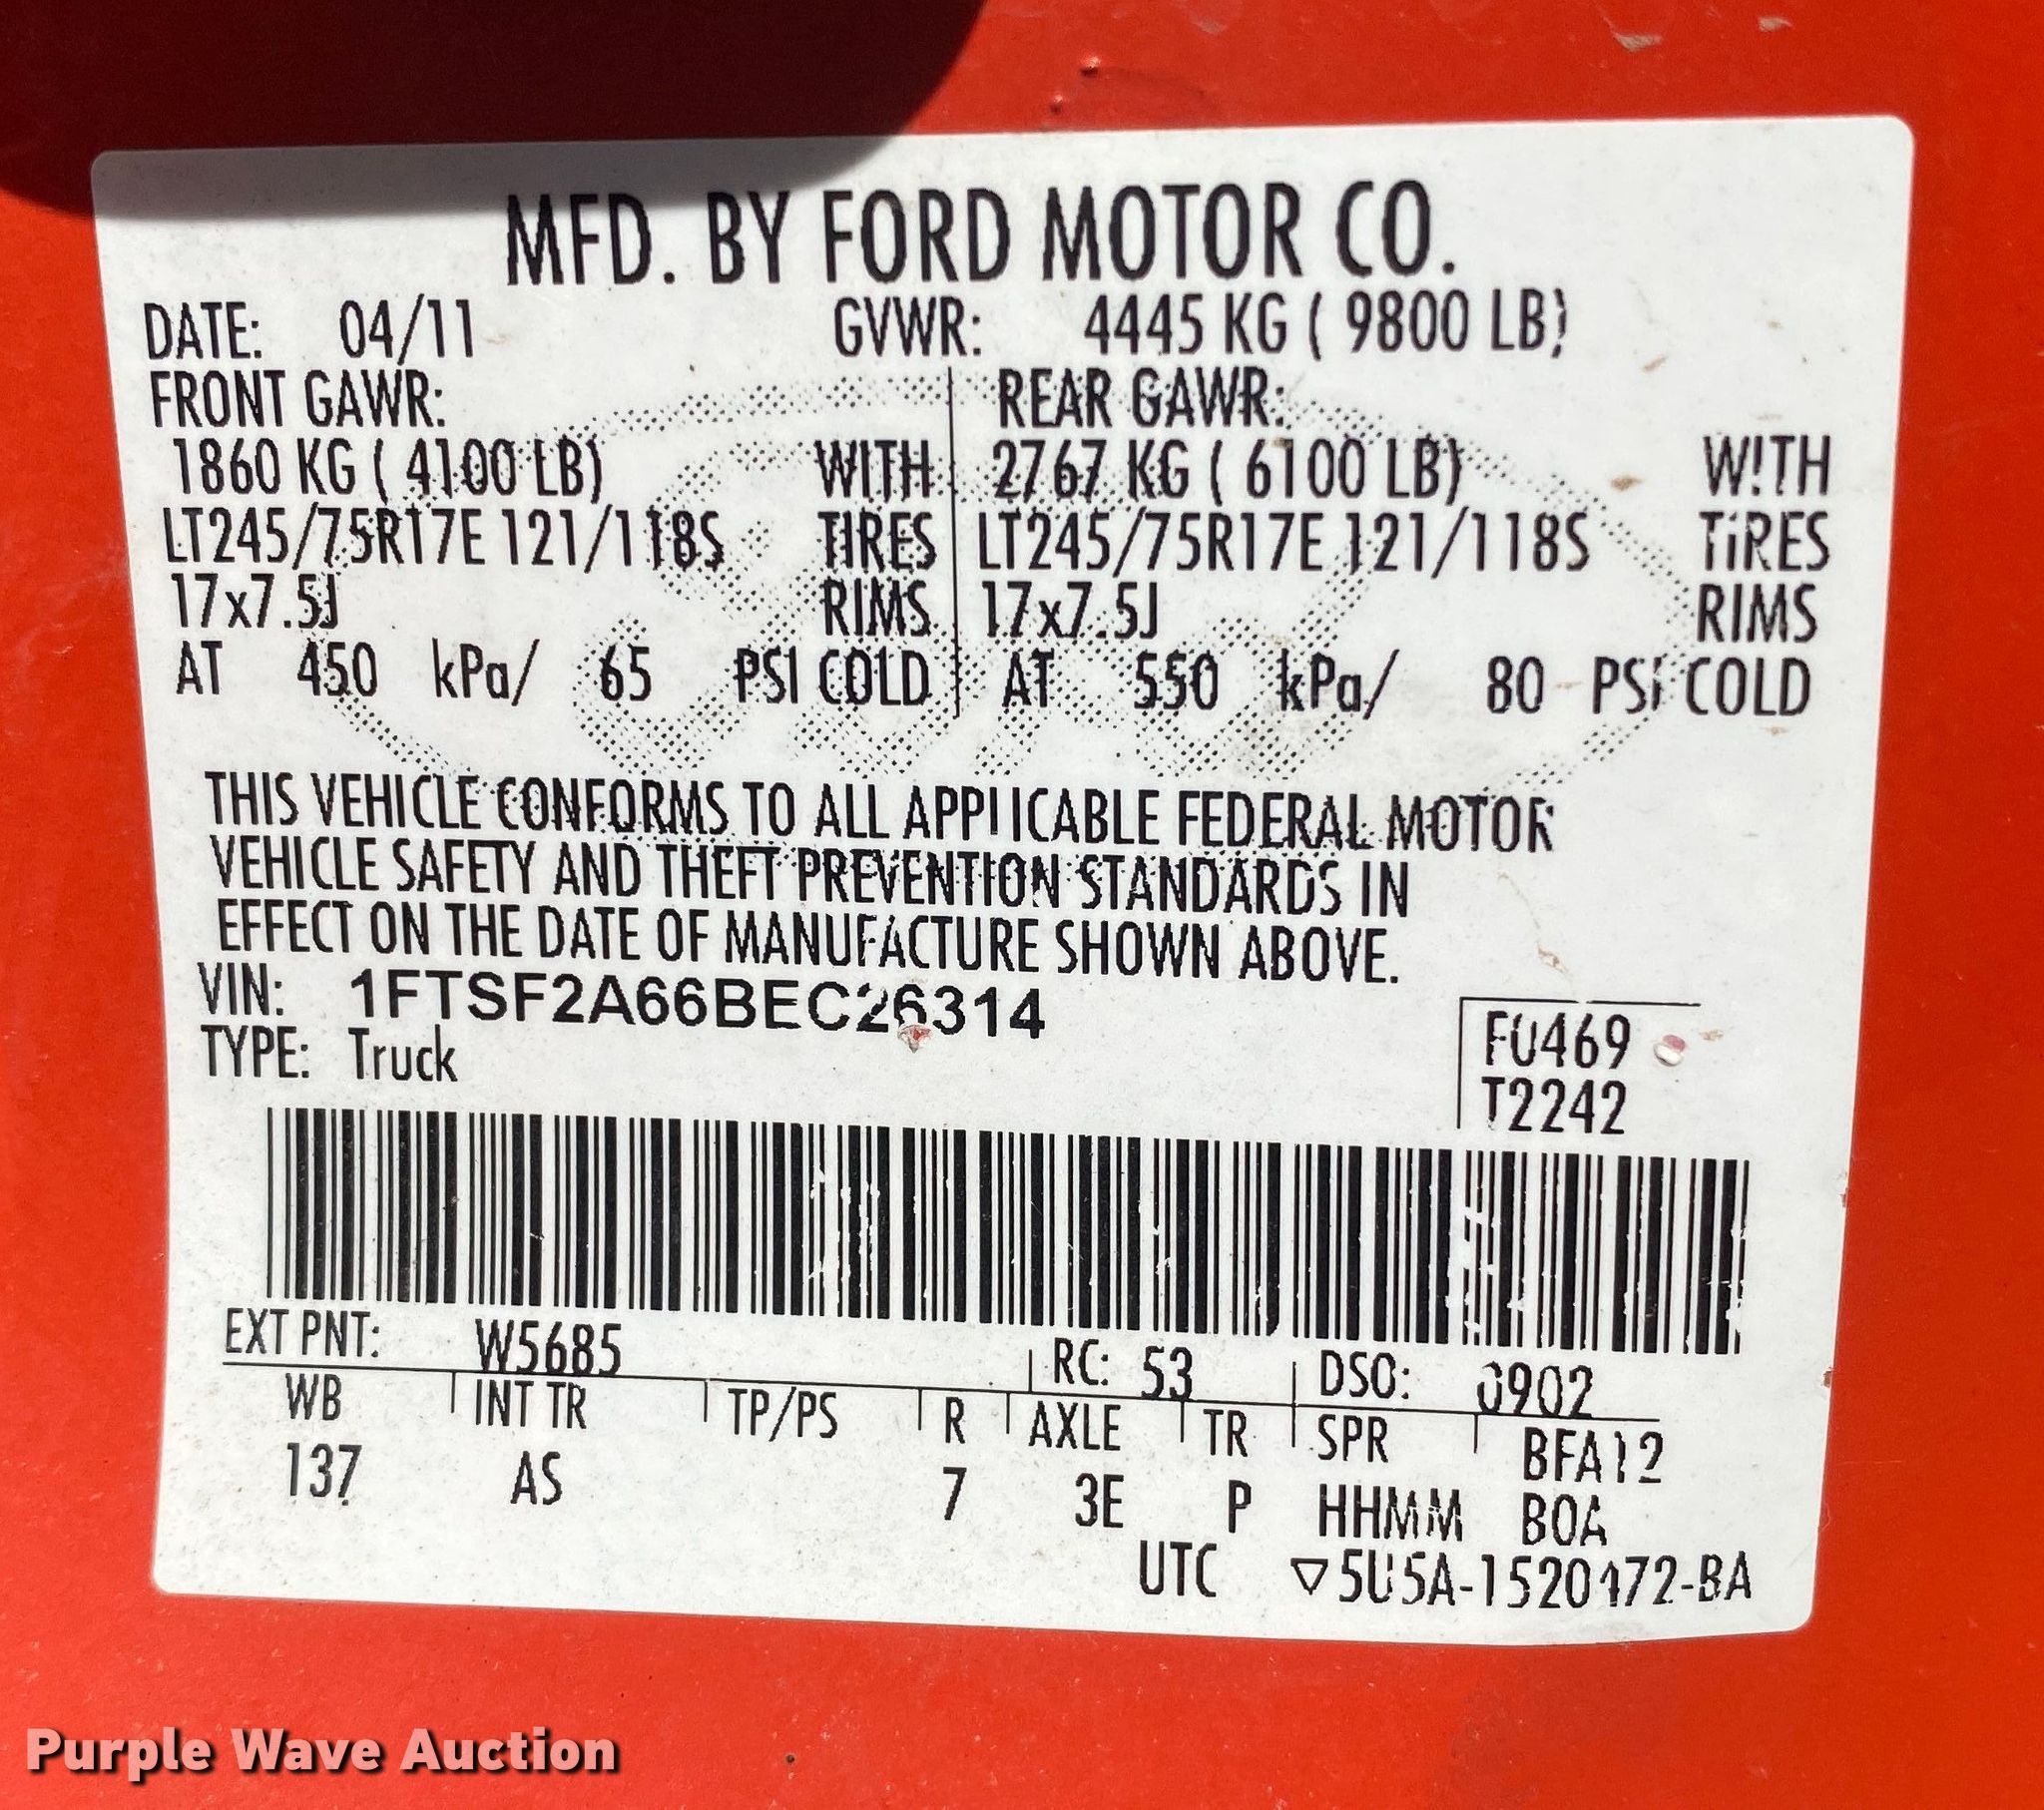 MFD. BY FORD MOTOR CO.
DATE: 04/11 GVWR: 4445 KG ( 9800 LB)
FRONT GAWR: REAR GAWR:
1860 KG ( 4100 LB) WITH 2767 KG ( 6100 LB) WITH
LT245/75R17E 121/118S TIRES LT245/75R17E 121/118S TIRES
17x7.5J RIMS 17x7.5J RIMS
AT 450 kPa/ 65 PSI COLD AT 550 kPa/ 80 PSI COLD
THIS VEHICLE CONFORMS TO ALL APPLICABLE FEDERAL MOTOR
VEHICLE SAFETY AND THEFT PREVENTION STANDARDS IN
EFFECT ON THE DATE OF MANUFACTURE SHOWN ABOVE.
VIN: 1FTSF2A66BEC26314
TYPE: Truck
F0469
T2242
EXT PNT: W5685 RC: 53 DSO: 0902
WB INT TR TP/PS R AXLE TR SPR BFA12
137 AS 7 3E P HHMM BOA
UTC ▽5U5A-1520472-BA
Purple Wave Auction